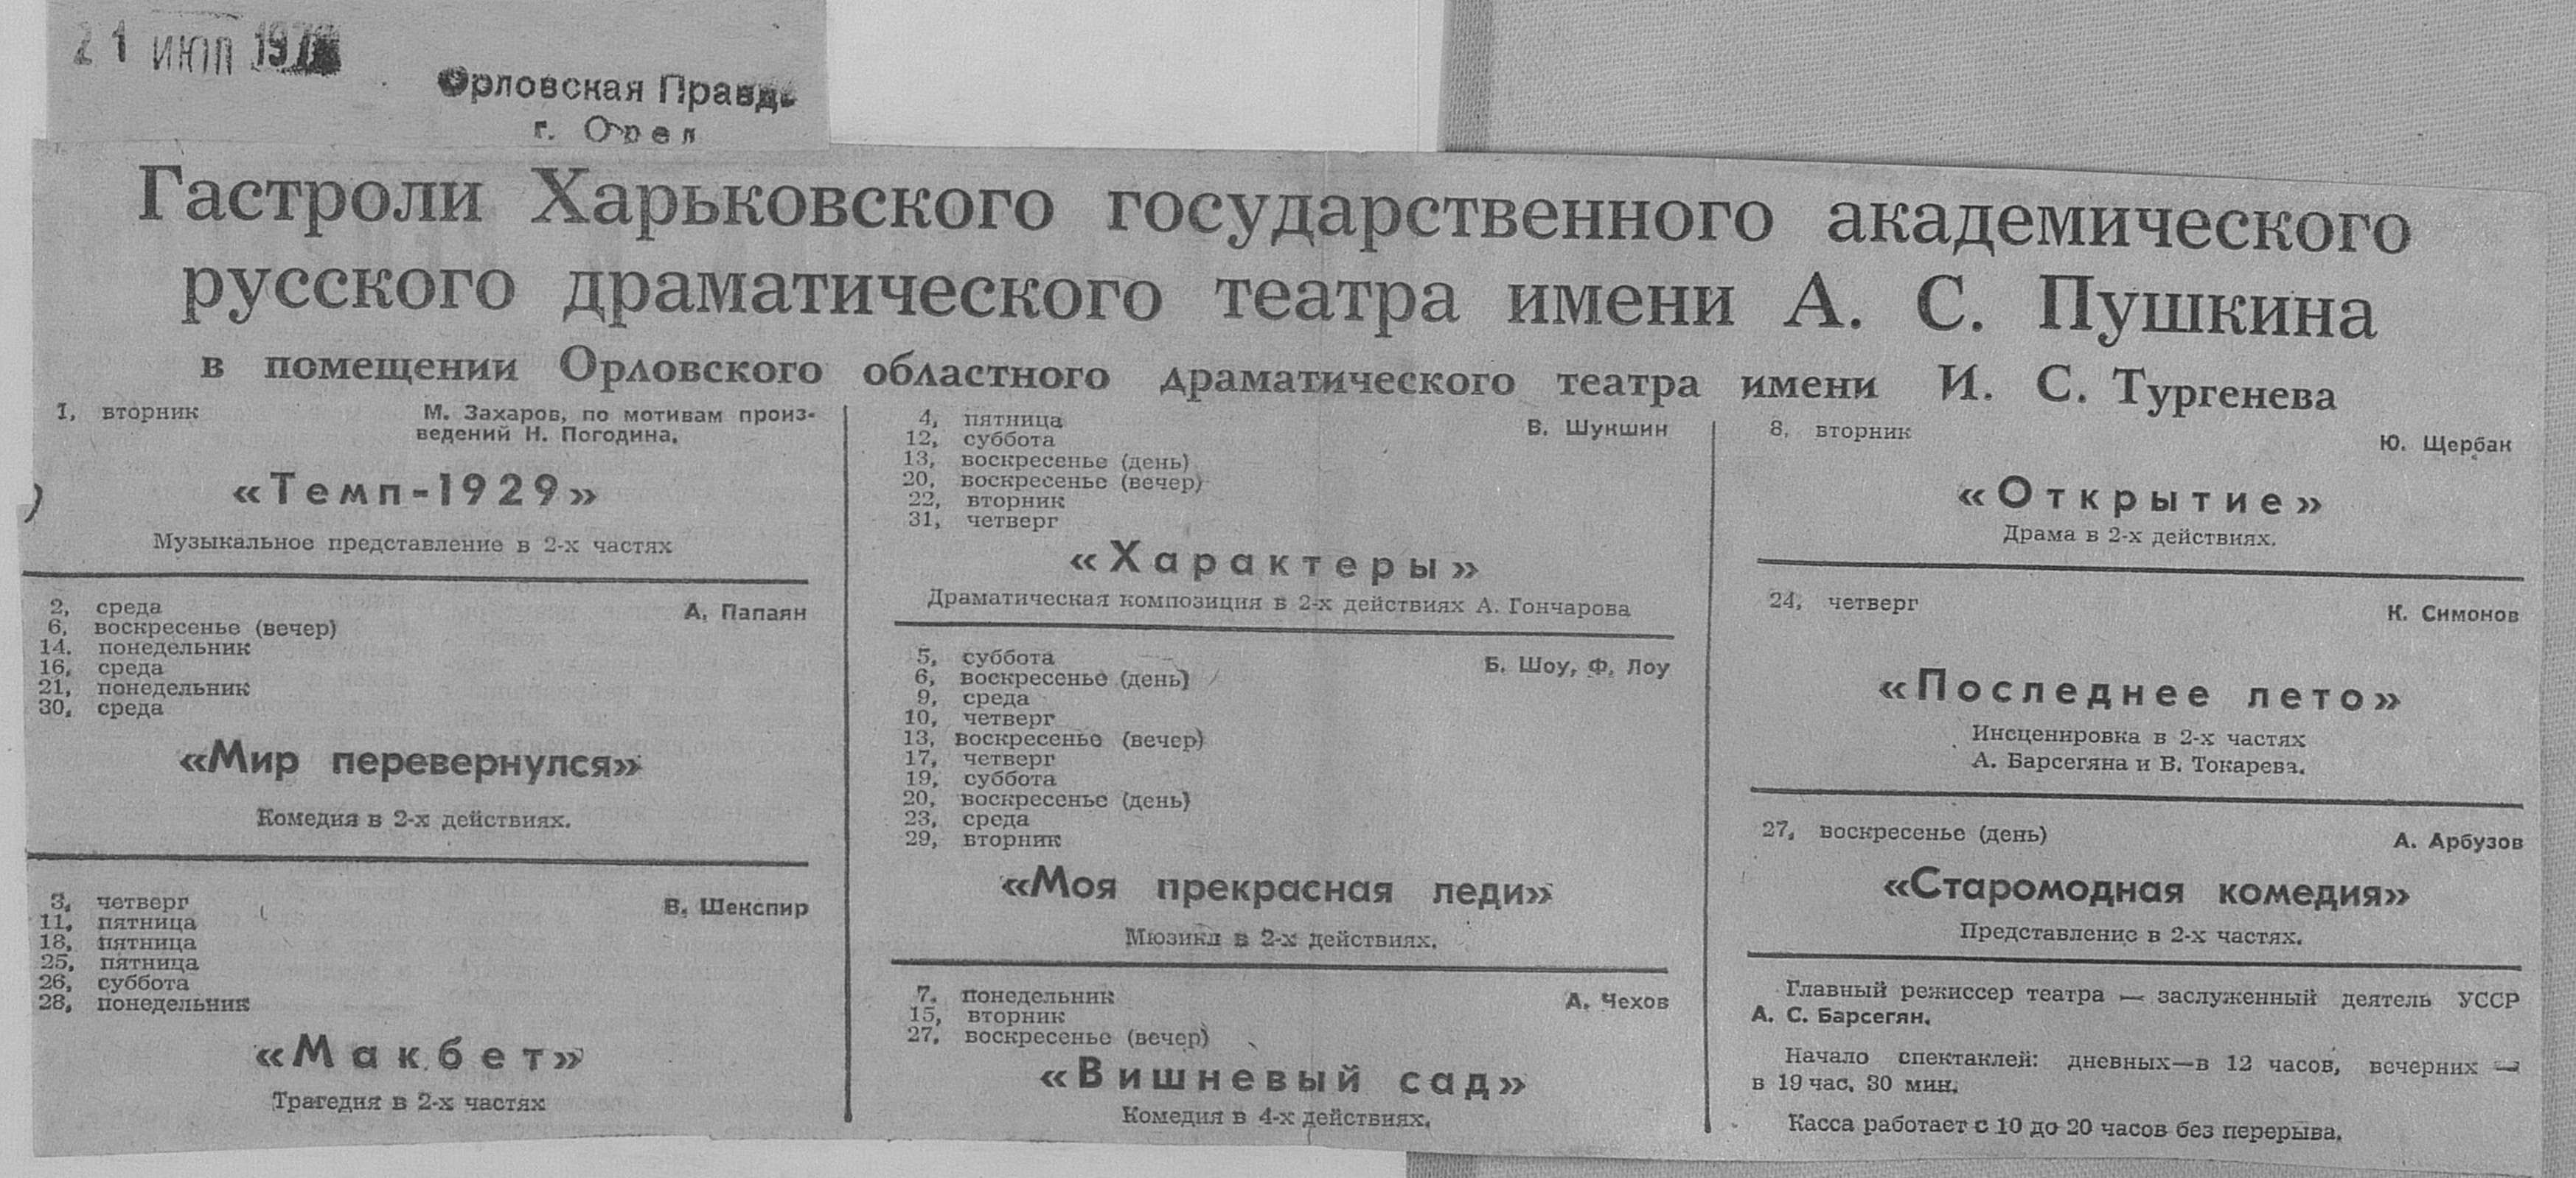 21 ИЮЛ
Орловская Правда
г. Орел
Гастроли Харьковского государственного академического
русского драматического театра имени А. С. Пушкина
в помещении Орловского областного драматического театра имени И. С. Тургенева
1, вторник
М. Захаров, по мотивам произ-
ведений Н. Погодина.
«Темп-1929»
Музыкальное представление в 2-х частях
2, среда
А. Папаян
6, воскресенье (вечер)
14. понедельник
16, среда
21, понедельник
30, среда
«Мир перевернулся»
Комедия в 2-х действиях.
3, четверг
В. Шекспир
11, пятница
18, пятница
25, пятница
26, суббота
28, понедельник
«Макбет»
Трагедия в 2-х частях
4, пятница
В. Шукшин
12, суббота
13, воскресенье (день)
20, воскресенье (вечер)
22, вторник
31, четверг
«Характеры»
Драматическая композиция в 2-х действиях А. Гончарова
5, суббота
Б. Шоу, Ф. Лоу
6, воскресенье (день)
9, среда
10, четверг
13, воскресенье (вечер)
17, четверг
19, суббота
20, воскресенье (день)
23, среда
29, вторник
«Моя прекрасная леди»
Мюзикл в 2-х действиях.
7. понедельник
А. Чехов
15, вторник
27, воскресенье (вечер)
«Вишневый сад»
Комедия в 4-х действиях.
8, вторник
Ю. Щербак
«Открытие»
Драма в 2-х действиях.
24, четверг
К. Симонов
«Последнее лето»
Инсценировка в 2-х частях
А. Барсегяна и В. Токарева.
27, воскресенье (день)
А. Арбузов
«Старомодная комедия»
Представление в 2-х частях.
Главный режиссер театра — заслуженный деятель УССР
А. С. Барсегян.
Начало спектаклей: дневных—в 12 часов, вечерних —
в 19 час. 30 мин.
Касса работает с 10 до 20 часов без перерыва.